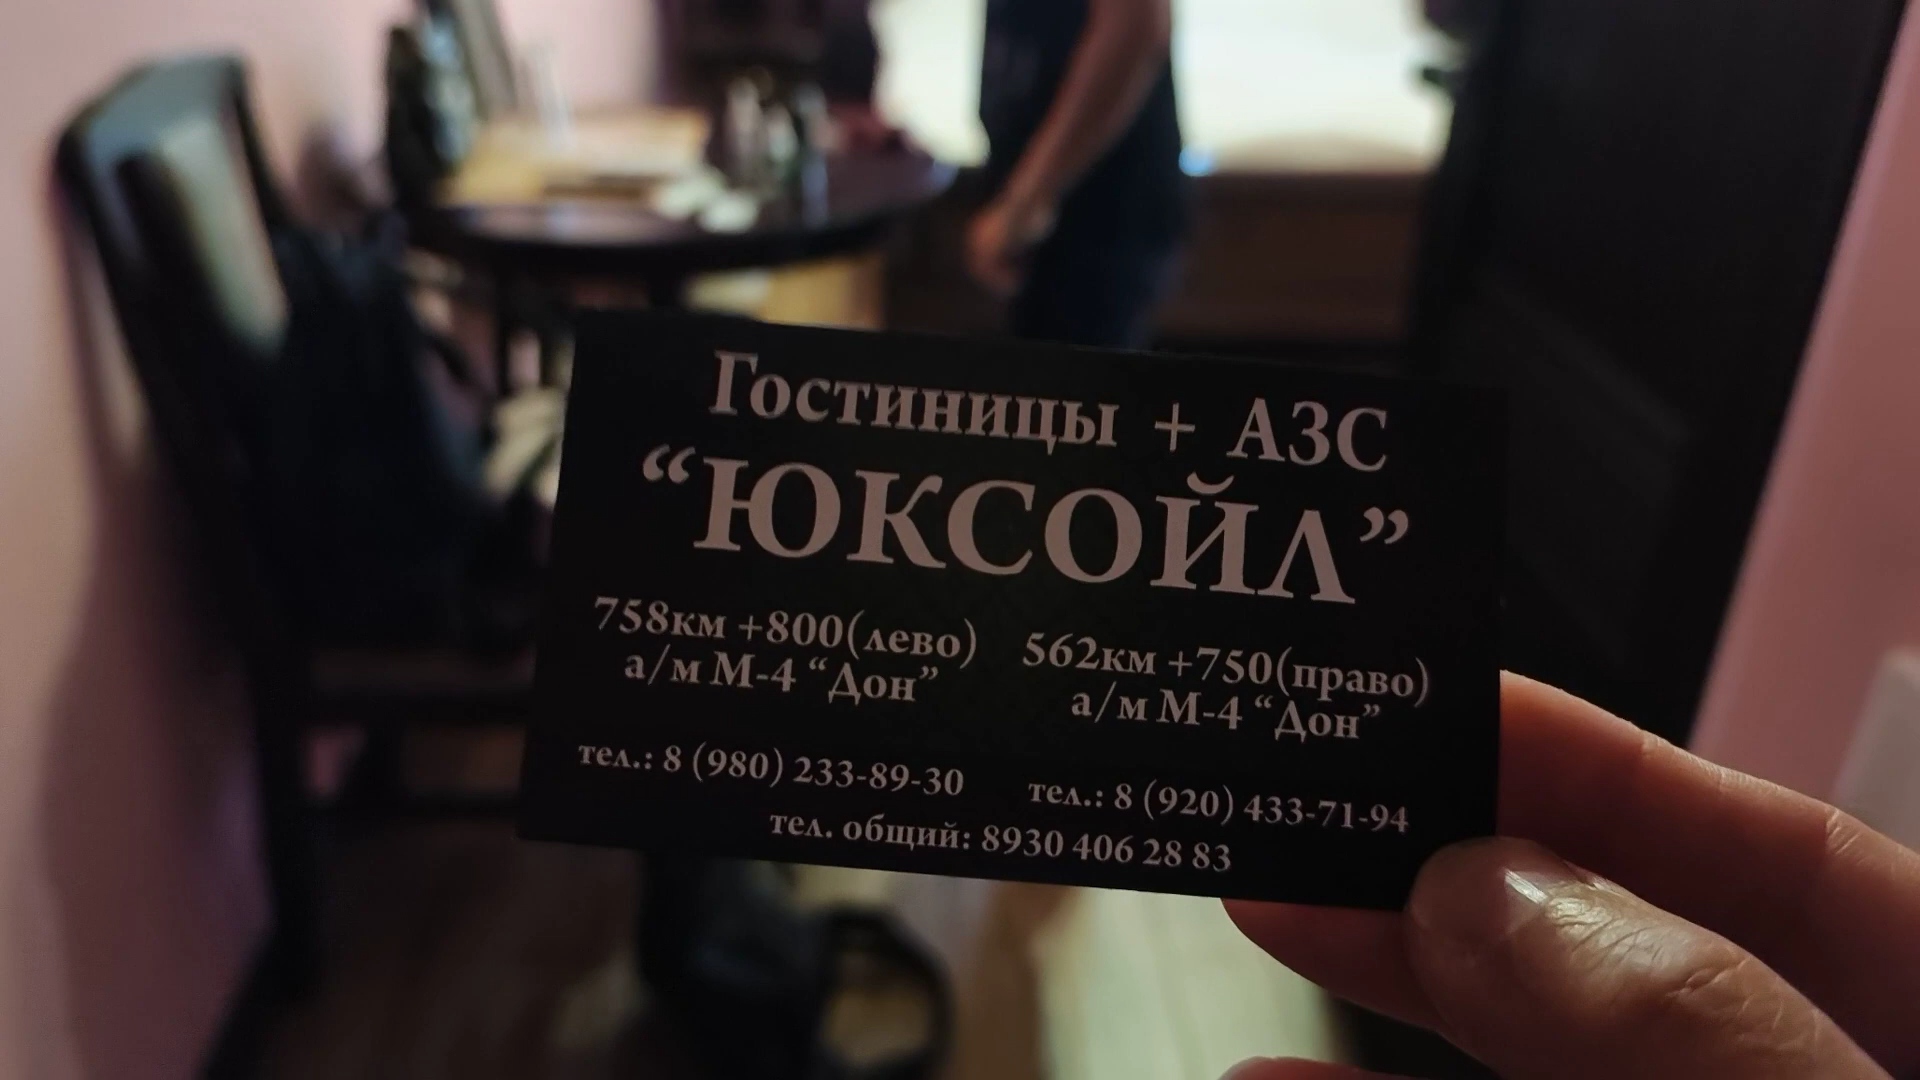 Гостиницы + АЗС
“ЮКСОЙЛ”
758км +800(лево)
а/м М-4 “Дон”
тел.: 8 (980) 233-89-30
562км +750(право)
а/м М-4 “Дон”
тел.: 8 (920) 433-71-94
тел. общий: 8930 406 28 83